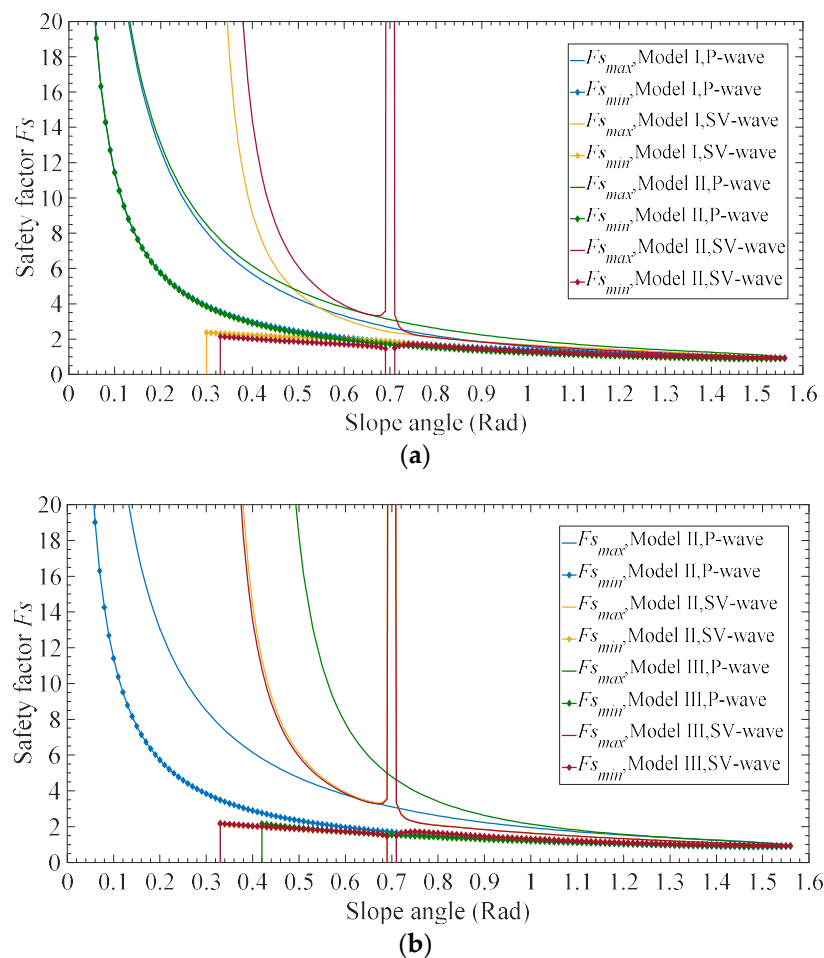 20
18
16
14
12
10
8
6
4
2
0
Safety factor Fs
Fsmax,Model I,P-wave
Fsmin,Model I,P-wave
Fsmax,Model I,SV-wave
Fsmin,Model I,SV-wave
Fsmax,Model II,P-wave
Fsmin,Model II,P-wave
Fsmax,Model II,SV-wave
Fsmin,Model II,SV-wave
0 0.1 0.2 0.3 0.4 0.5 0.6 0.7 0.8 0.9 1 1.1 1.2 1.3 1.4 1.5 1.6
Slope angle (Rad)
(a)
20
18
16
14
12
10
8
6
4
2
0
Safety factor Fs
Fsmax,Model II,P-wave
Fsmin,Model II,P-wave
Fsmax,Model II,SV-wave
Fsmin,Model II,SV-wave
Fsmax,Model III,P-wave
Fsmin,Model III,P-wave
Fsmax,Model III,SV-wave
Fsmin,Model III,SV-wave
0 0.1 0.2 0.3 0.4 0.5 0.6 0.7 0.8 0.9 1 1.1 1.2 1.3 1.4 1.5 1.6
Slope angle (Rad)
(b)